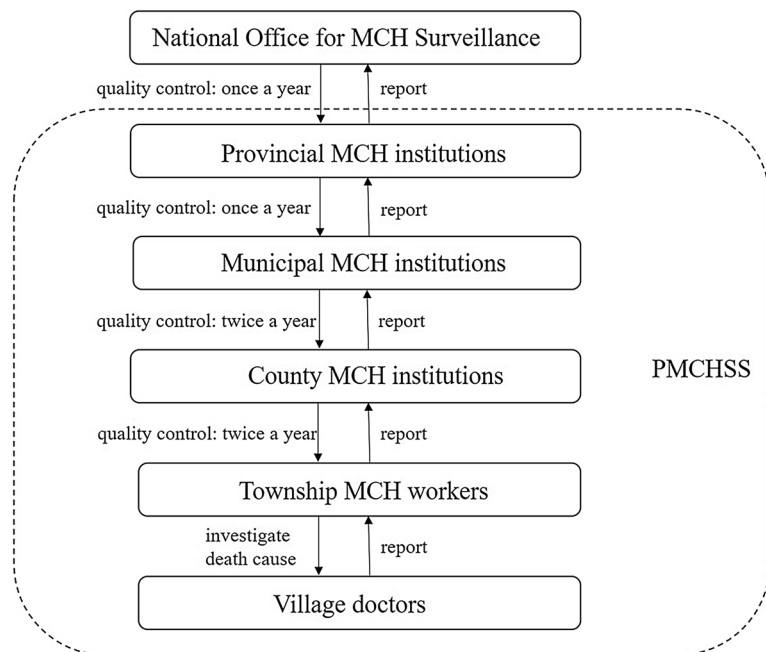 National Office for MCH Surveillance
quality control: once a year
report
Provincial MCH institutions
quality control: once a year
report
Municipal MCH institutions
quality control: twice a year
report
County MCH institutions
PMCHSS
quality control: twice a year
report
Township MCH workers
investigate
death cause
report
Village doctors